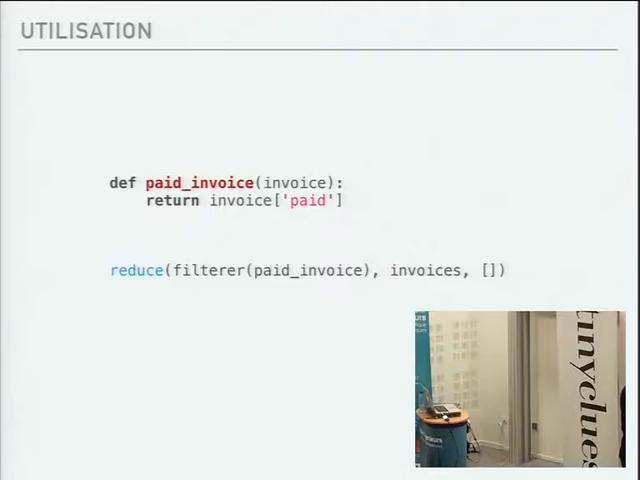 UTILISATION
def paid_invoice(invoice):
    return invoice['paid']
reduce(filterer(paid_invoice), invoices, [])
tinyclues